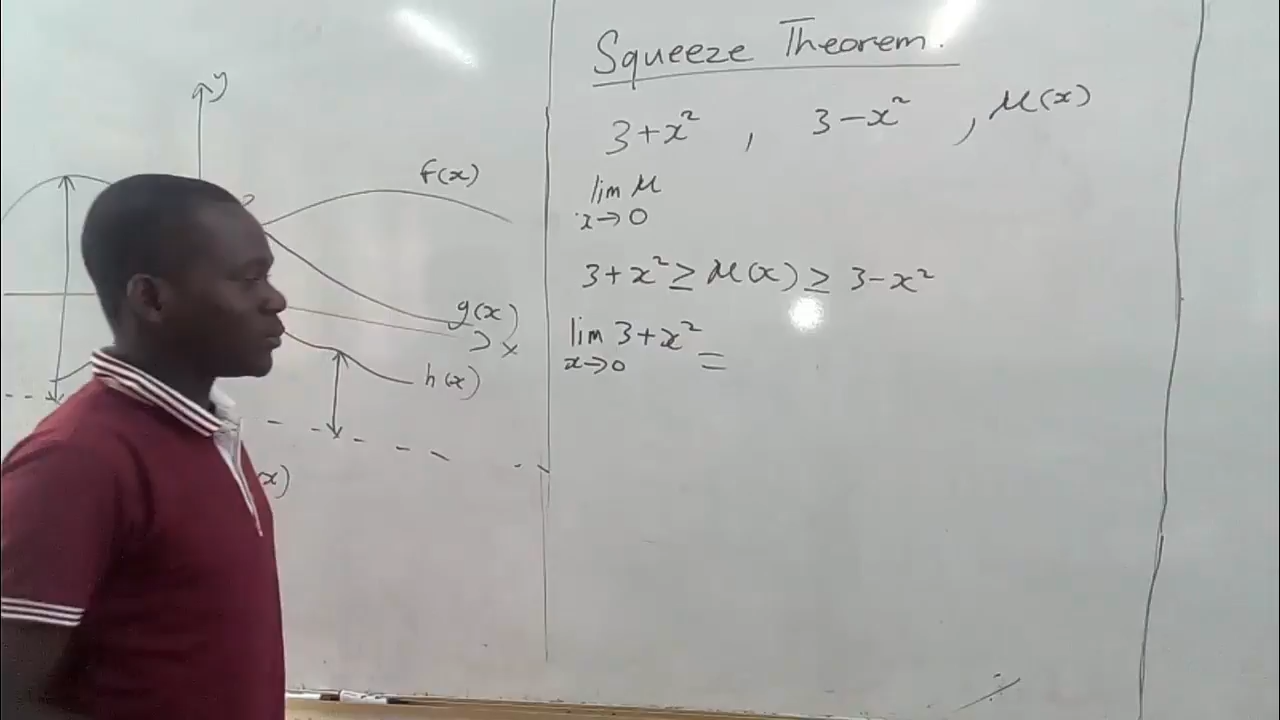 y
f(x)
g(x)
x
h(x)
x)
Squeeze Theorem.
3+x² , 3-x² , μ(x)
lim μ
x→0
3+x² ≥ μ(x) ≥ 3-x²
lim 3+x² =
x→0